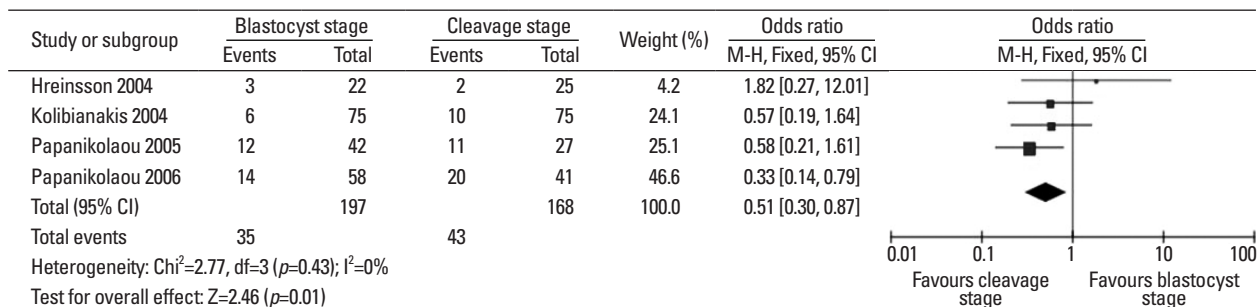 Study or subgroup Blastocyst stage Cleavage stage Weight (%) Odds ratio Odds ratio
Events Total Events Total M-H, Fixed, 95% CI M-H, Fixed, 95% CI
Hreinsson 2004 3 22 2 25 4.2 1.82 [0.27, 12.01]
Kolibianakis 2004 6 75 10 75 24.1 0.57 [0.19, 1.64]
Papanikolaou 2005 12 42 11 27 25.1 0.58 [0.21, 1.61]
Papanikolaou 2006 14 58 20 41 46.6 0.33 [0.14, 0.79]
Total (95% CI) 197 168 100.0 0.51 [0.30, 0.87]
Total events 35 43
Heterogeneity: Chi²=2.77, df=3 (p=0.43); I²=0%
Test for overall effect: Z=2.46 (p=0.01)
0.01 0.1 1 10 100
Favours cleavage stage Favours blastocyst stage